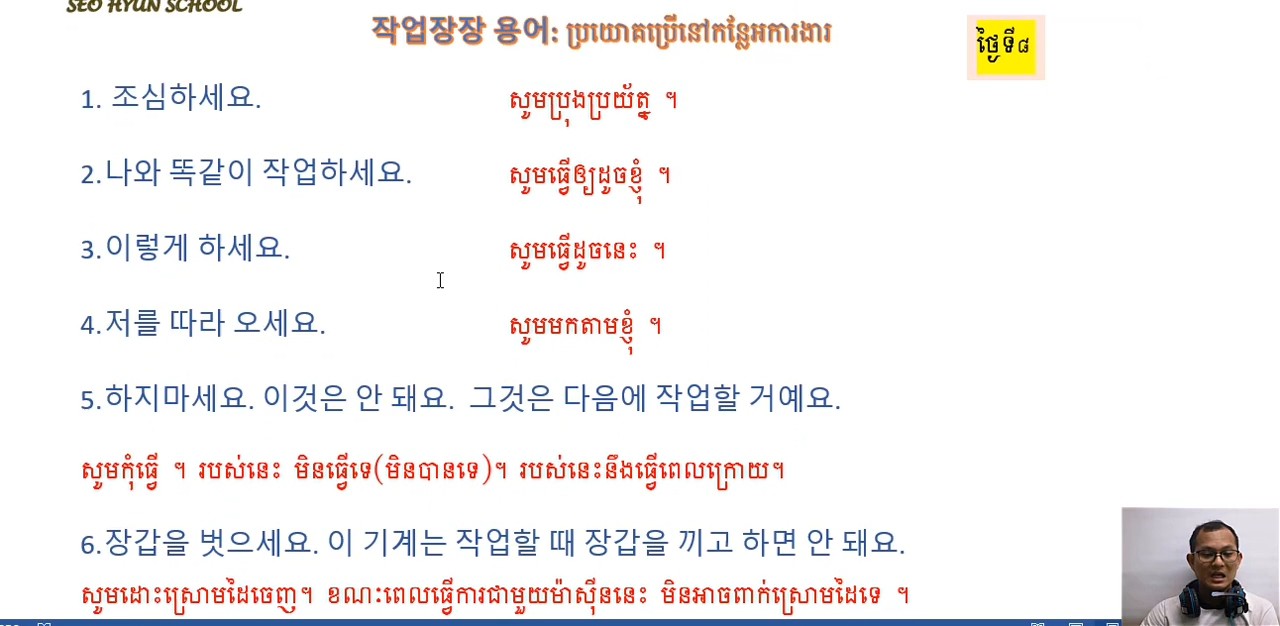 SEO HYUN SCHOOL
작업장장 용어: ប្រយោគប្រើនៅកន្លែអការងារ
ថ្ងៃទី៨
1. 조심하세요. សូមប្រុងប្រយ័ត្ន ។
2.나와 똑같이 작업하세요. សូមធ្វើឲ្យដូចខ្ញុំ ។
3.이렇게 하세요. សូមធ្វើដូចនេះ ។
4.저를 따라 오세요. សូមមកតាមខ្ញុំ ។
5.하지마세요. 이것은 안 돼요. 그것은 다음에 작업할 거예요.
សូមកុំធ្វើ ។ របស់នេះ មិនធ្វើទេ(មិនបានទេ)។ របស់នេះនឹងធ្វើពេលក្រោយ។
6.장갑을 벗으세요. 이 기계는 작업할 때 장갑을 끼고 하면 안 돼요.
សូមដោះស្រោមដៃចេញ។ ខណៈពេលធ្វើការជាមួយម៉ាស៊ីននេះ មិនអាចពាក់ស្រោមដៃទេ ។